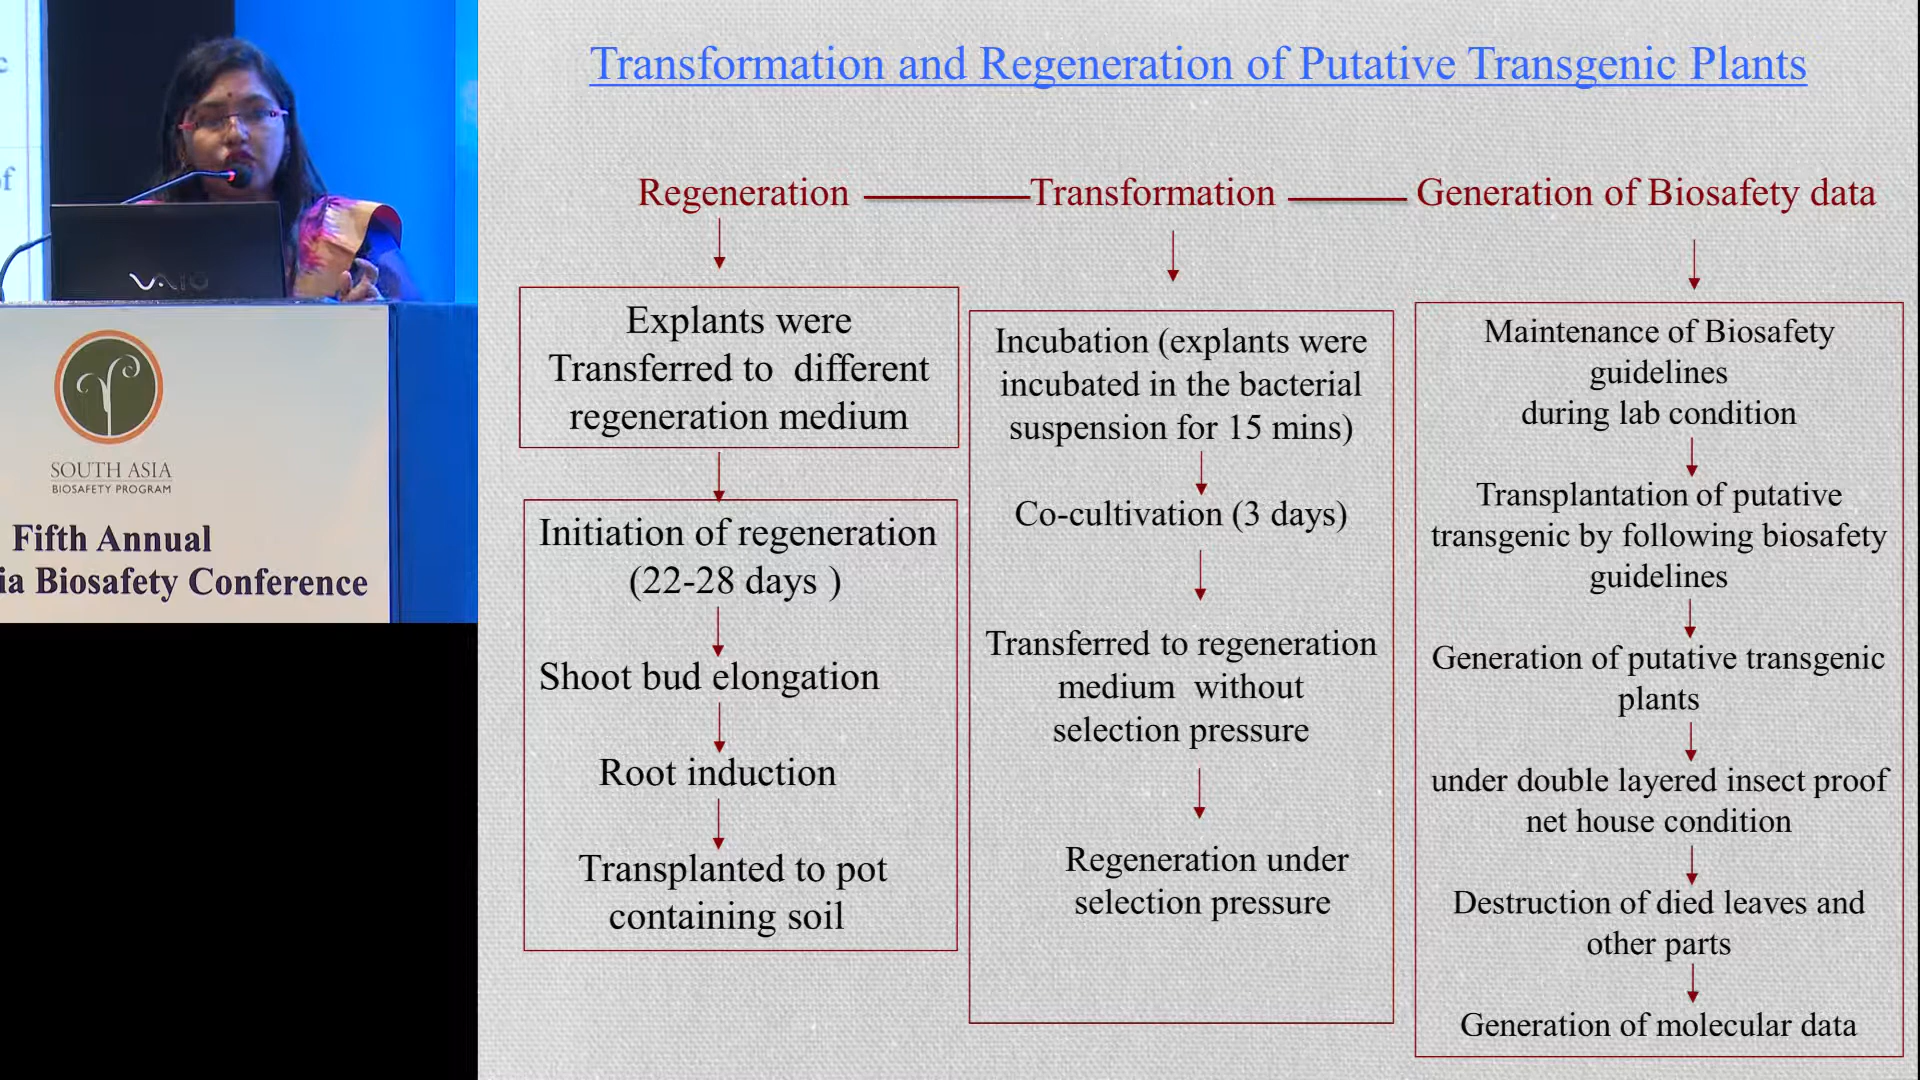 Transformation and Regeneration of Putative Transgenic Plants
Regeneration
Transformation
Generation of Biosafety data
Explants were
Transferred to different
regeneration medium
Initiation of regeneration
(22-28 days )
Shoot bud elongation
Root induction
Transplanted to pot
containing soil
Incubation (explants were
incubated in the bacterial
suspension for 15 mins)
Co-cultivation (3 days)
Transferred to regeneration
medium without
selection pressure
Regeneration under
selection pressure
Maintenance of Biosafety
guidelines
during lab condition
Transplantation of putative
transgenic by following biosafety
guidelines
Generation of putative transgenic
plants
under double layered insect proof
net house condition
Destruction of died leaves and
other parts
Generation of molecular data
c
of
VAIO
SOUTH ASIA
BIOSAFETY PROGRAM
Fifth Annual
ia Biosafety Conference